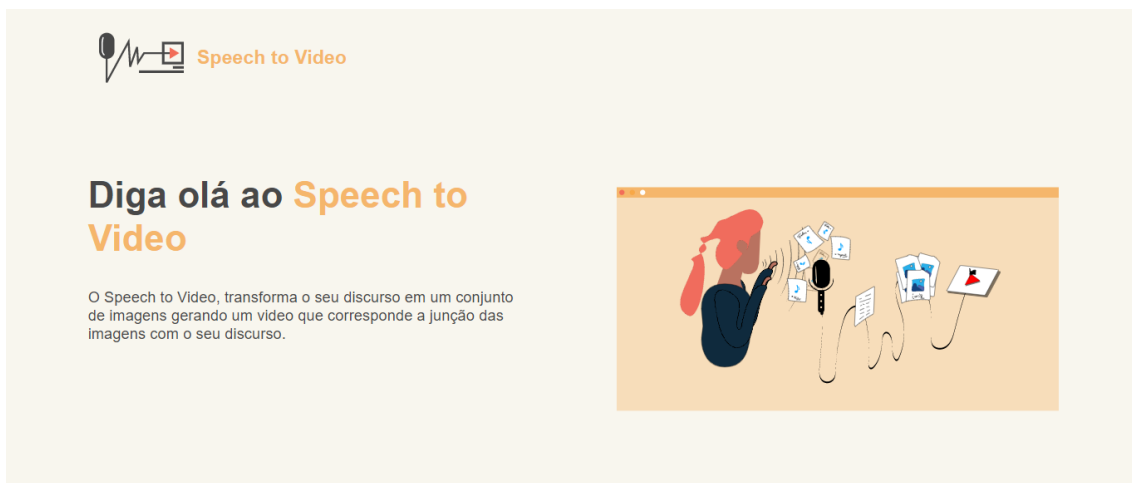 Speech to Video
Diga olá ao Speech to
Video
O Speech to Video, transforma o seu discurso em um conjunto
de imagens gerando um video que corresponde a junção das
imagens com o seu discurso.